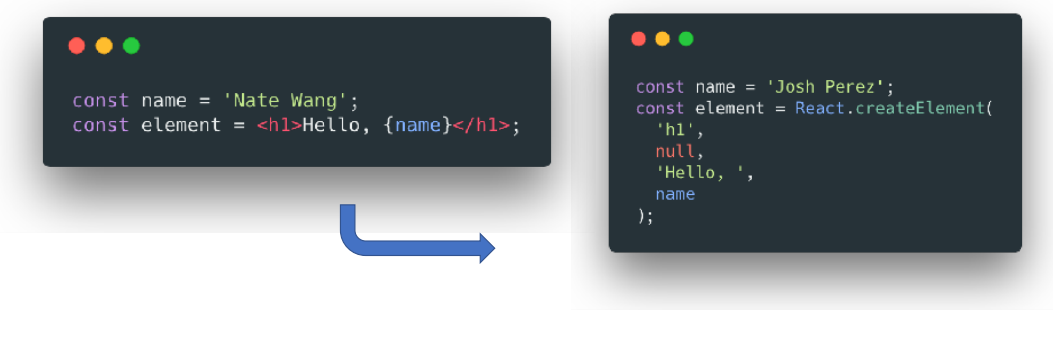 const name = 'Nate Wang';
const element = <h1>Hello, {name}</h1>;
const name = 'Josh Perez';
const element = React.createElement(
  'h1',
  null,
  'Hello, ',
  name
);